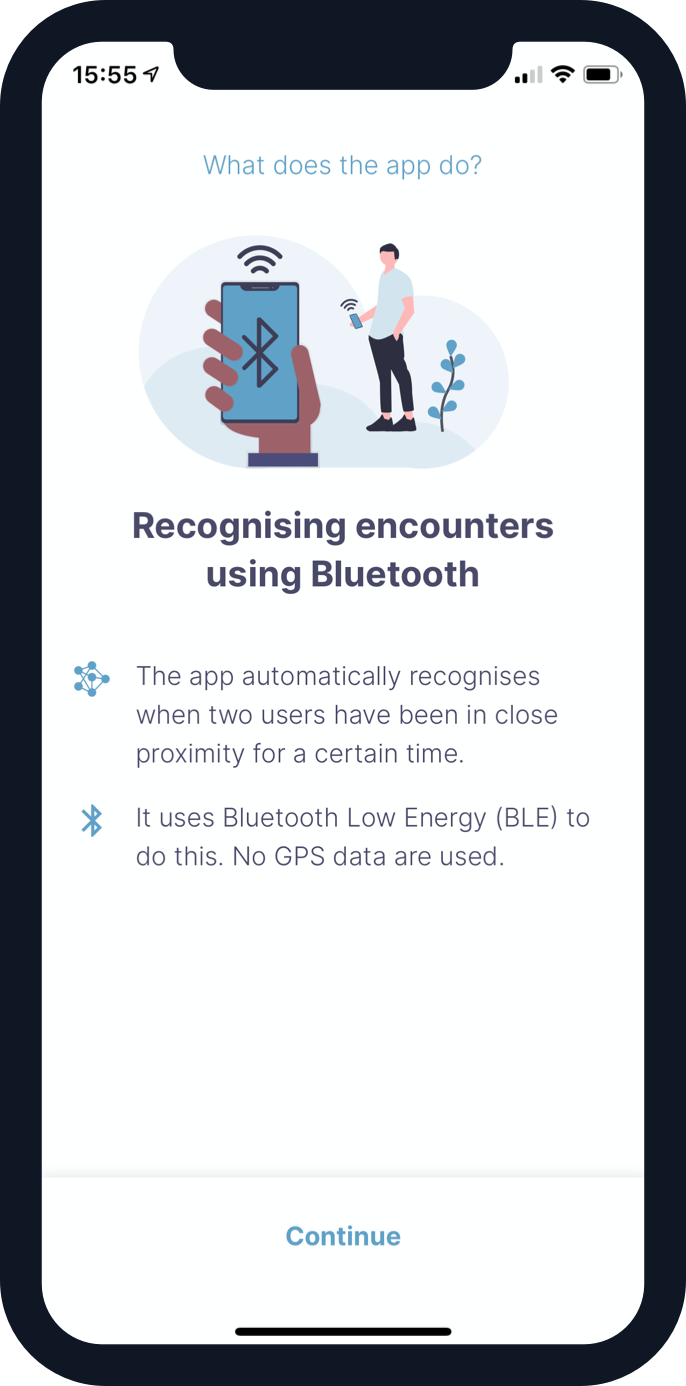 15:55
What does the app do?
Recognising encounters
using Bluetooth
The app automatically recognises
when two users have been in close
proximity for a certain time.
It uses Bluetooth Low Energy (BLE) to
do this. No GPS data are used.
Continue